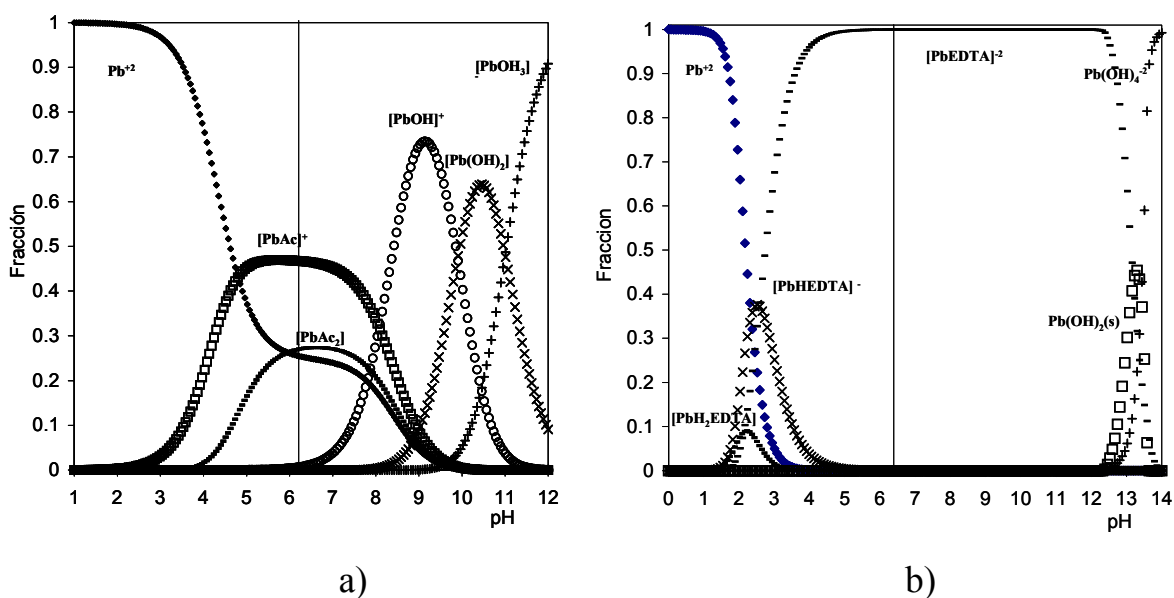 1
0.9
0.8
0.7
0.6
0.5
0.4
0.3
0.2
0.1
0
Fracción
Pb+2
[PbOH3]
[PbOH]+
[Pb(OH)2]
[PbAc]+
[PbAc2]
1 2 3 4 5 6 7 8 9 10 11 12
pH
a)
1
0.9
0.8
0.7
0.6
0.5
0.4
0.3
0.2
0.1
0
Fraccion
Pb+2
[PbEDTA]-2
Pb(OH)4-2
[PbHEDTA] -
Pb(OH)2(s)
[PbH2EDTA]
0 1 2 3 4 5 6 7 8 9 10 11 12 13 14
pH
b)